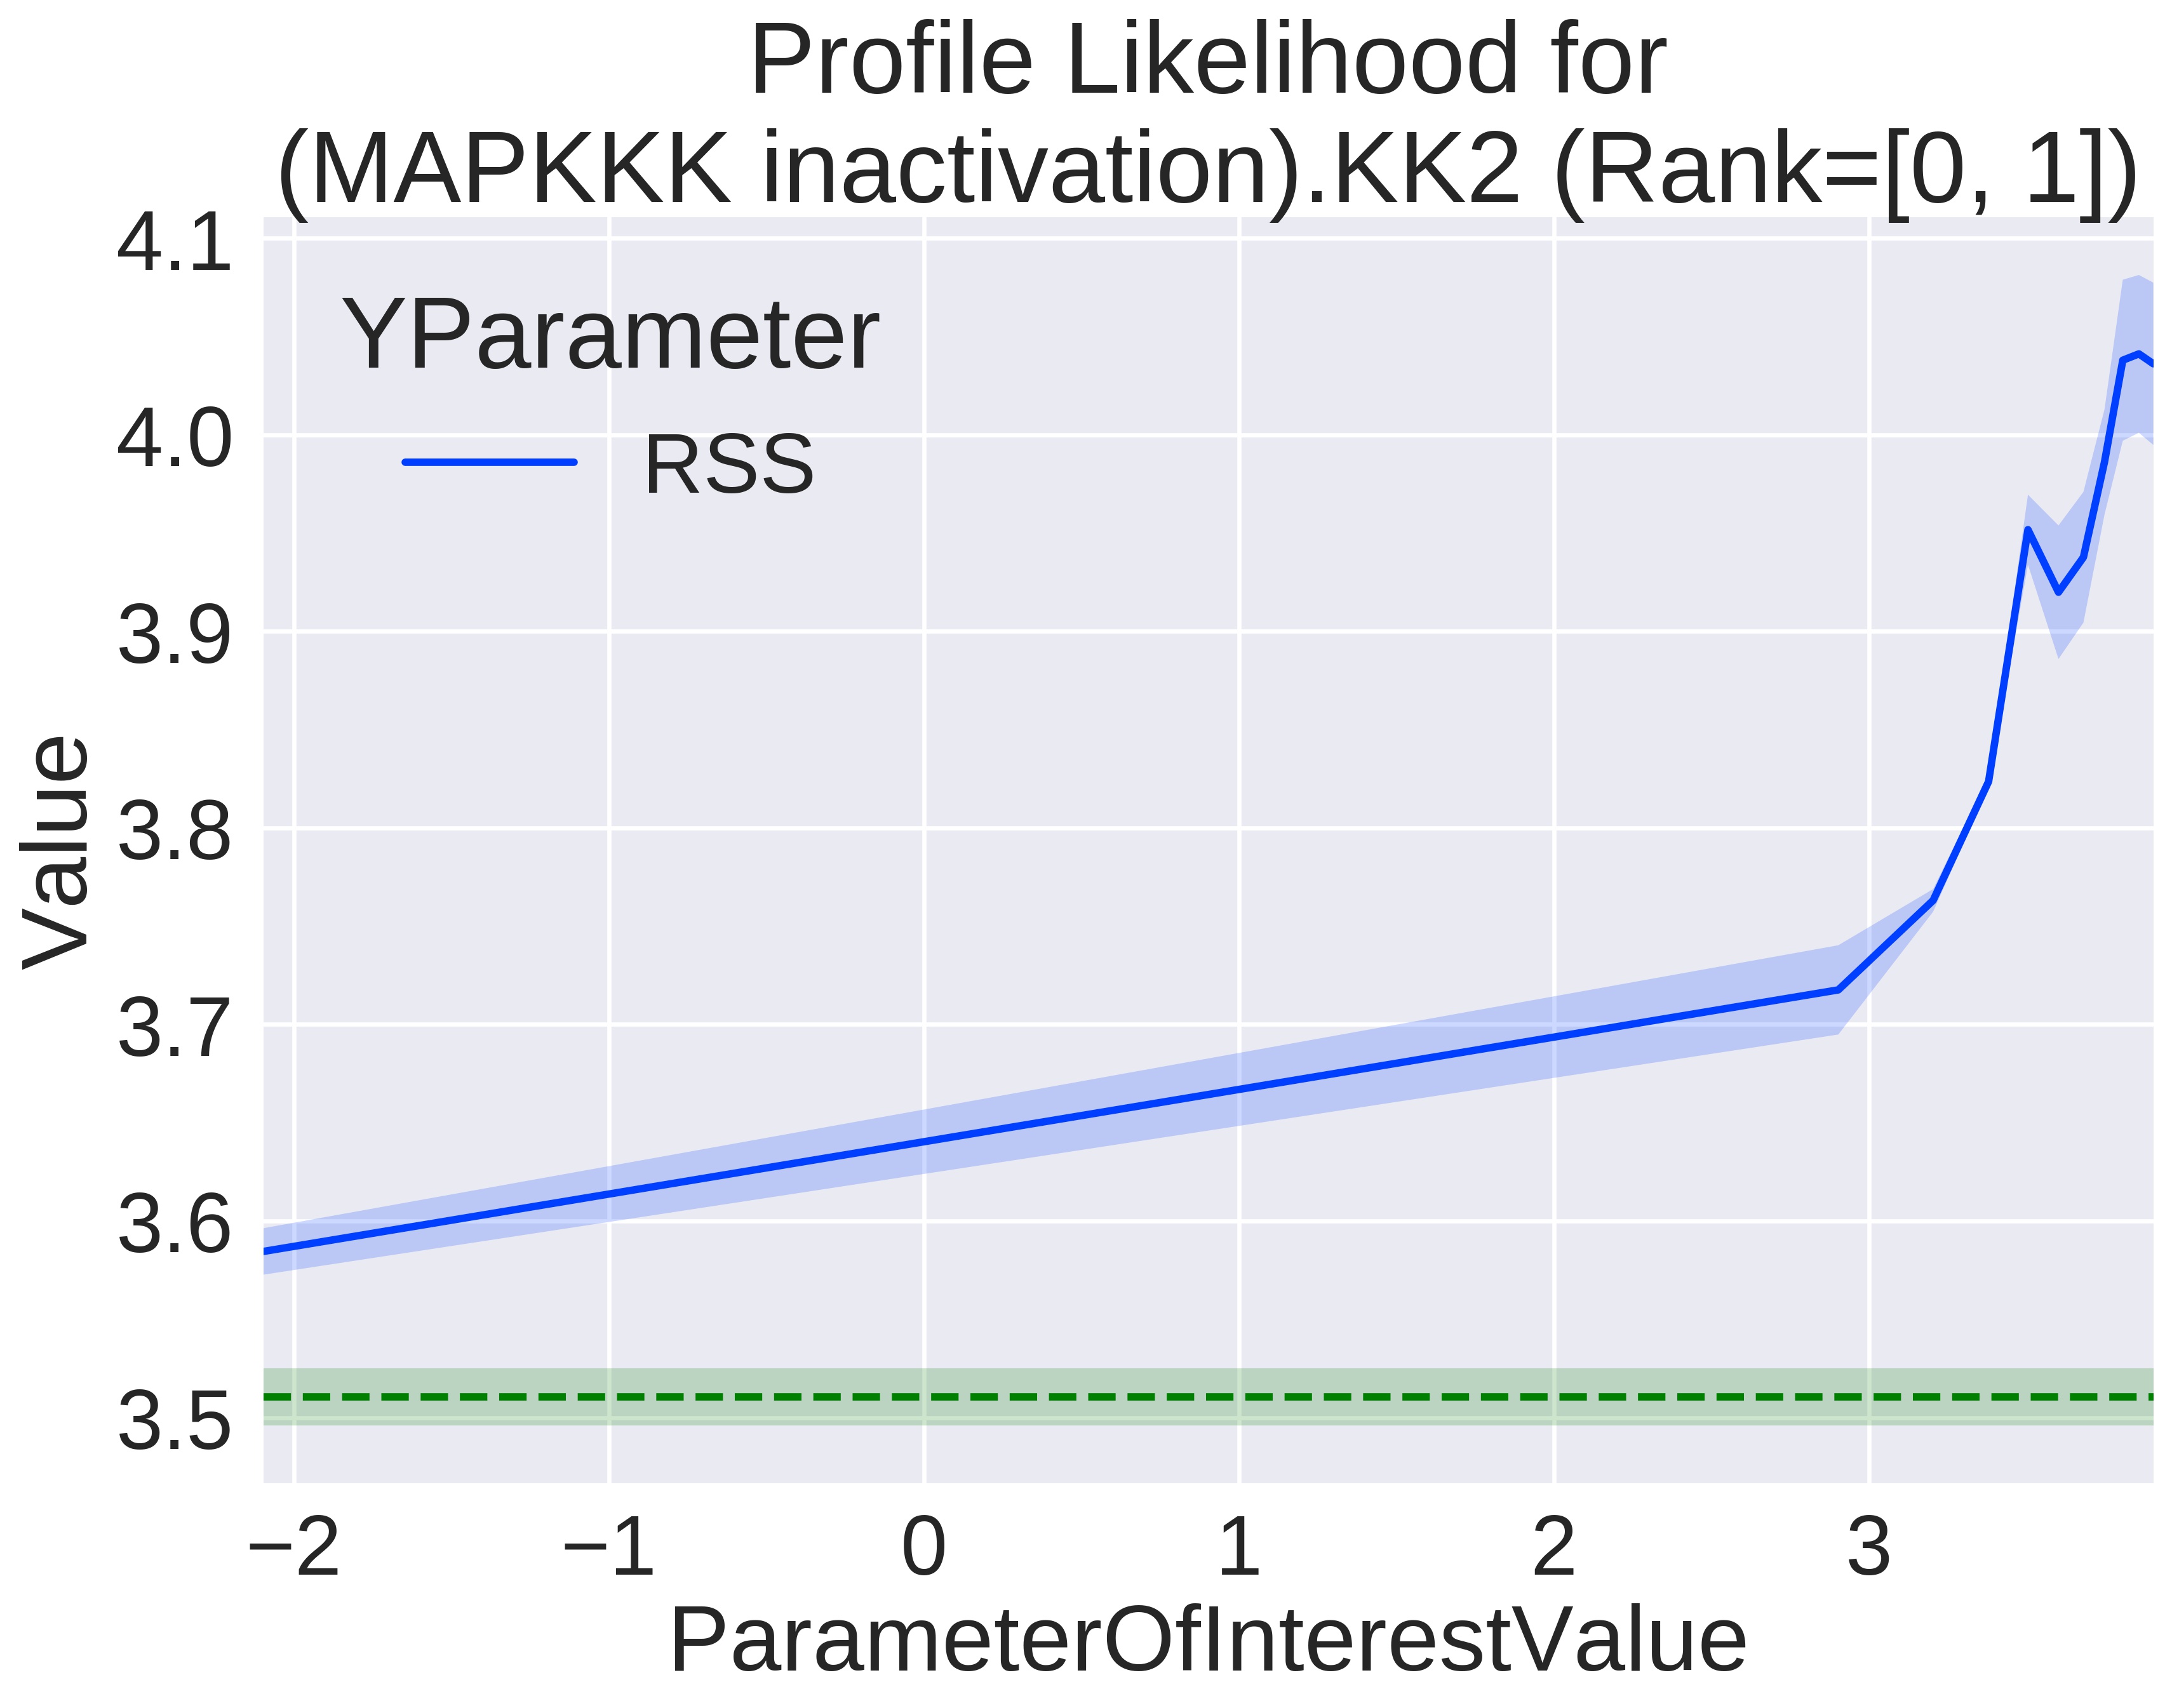 Profile Likelihood for
(MAPKKK inactivation).KK2 (Rank=[0, 1])
4.1
YParameter
4.0
RSS
3.9
3.8
Value
3.7
3.6
3.5
−2 −1 0 1 2 3
ParameterOfInterestValue